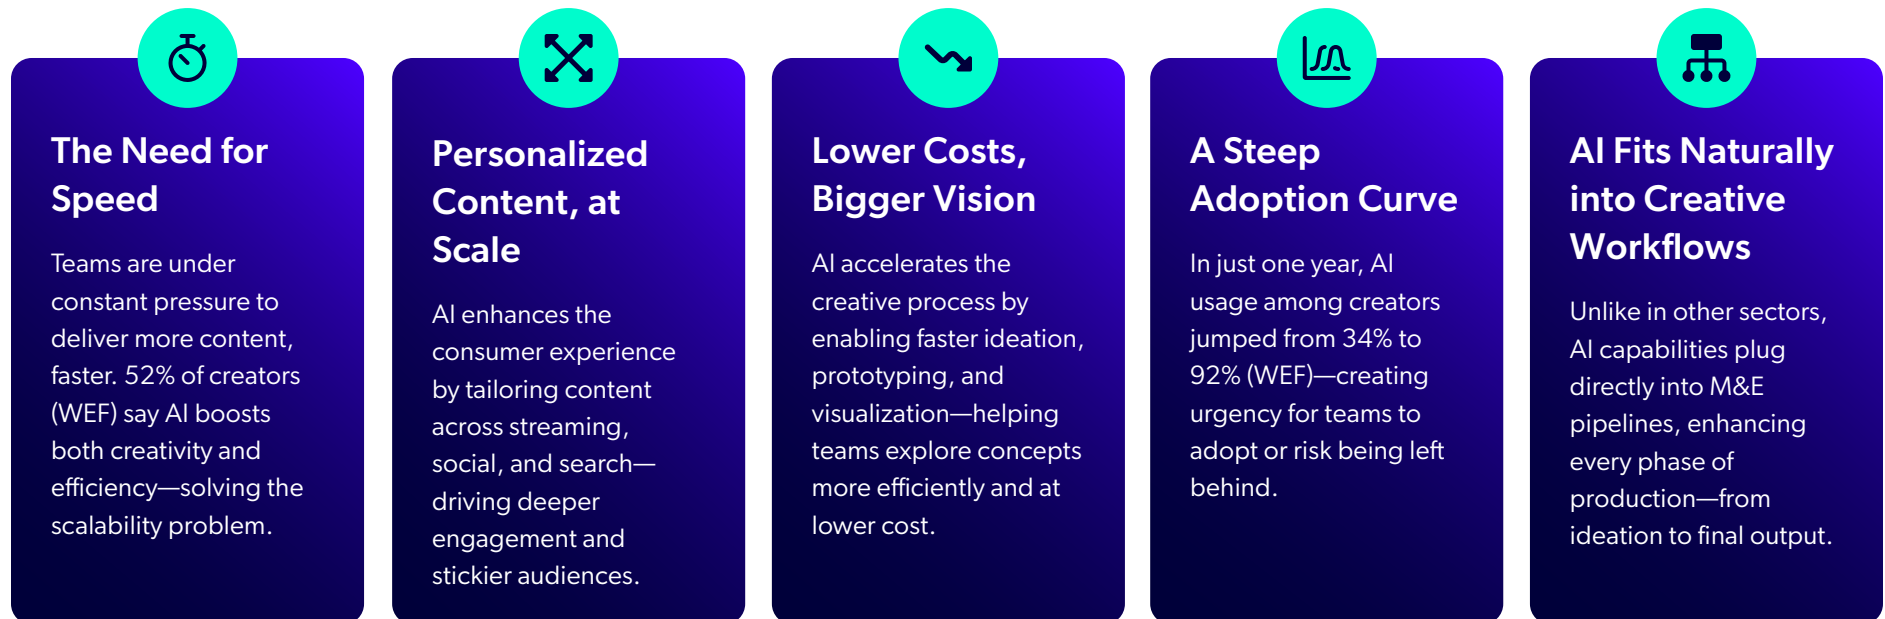 The Need for
Speed
Teams are under
constant pressure to
deliver more content,
faster. 52% of creators
(WEF) say AI boosts
both creativity and
efficiency—solving the
scalability problem.
Personalized
Content, at
Scale
AI enhances the
consumer experience
by tailoring content
across streaming,
social, and search—
driving deeper
engagement and
stickier audiences.
Lower Costs,
Bigger Vision
AI accelerates the
creative process by
enabling faster ideation,
prototyping, and
visualization—helping
teams explore concepts
more efficiently and at
lower cost.
A Steep
Adoption Curve
In just one year, AI
usage among creators
jumped from 34% to
92% (WEF)—creating
urgency for teams to
adopt or risk being left
behind.
AI Fits Naturally
into Creative
Workflows
Unlike in other sectors,
AI capabilities plug
directly into M&E
pipelines, enhancing
every phase of
production—from
ideation to final output.